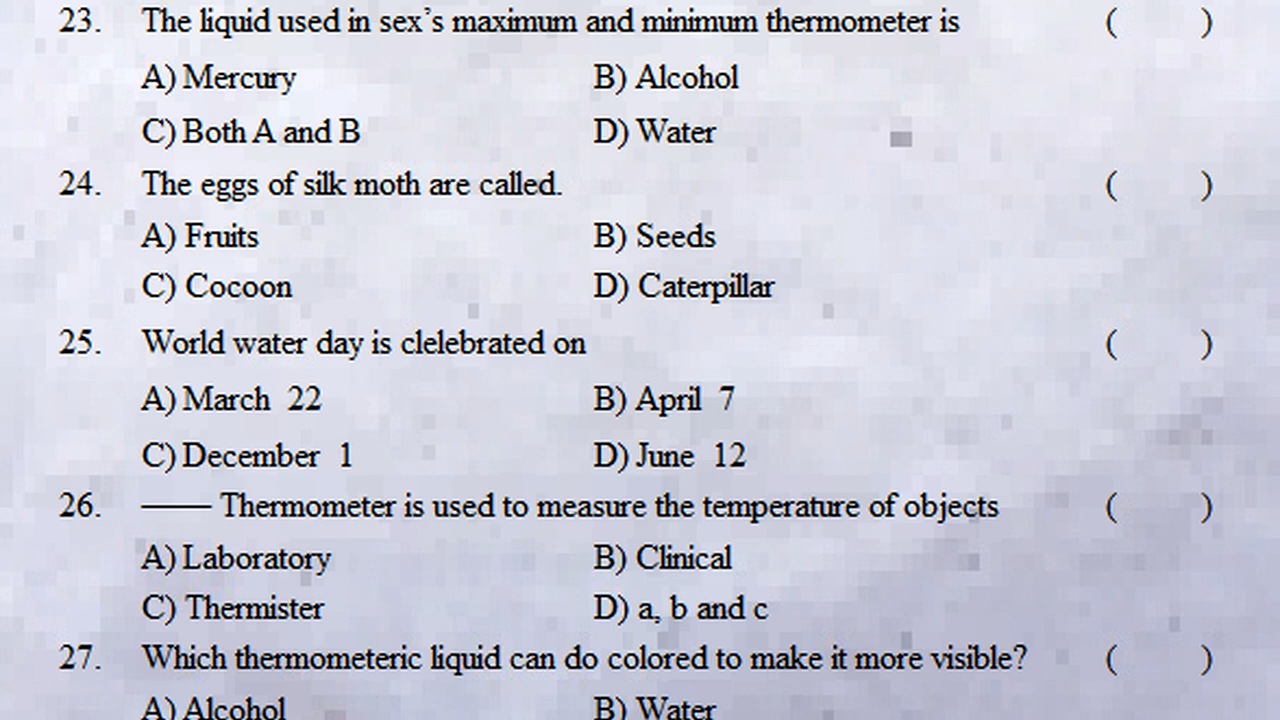 23. The liquid used in sex’s maximum and minimum thermometer is ( )
A) Mercury B) Alcohol
C) Both A and B D) Water
24. The eggs of silk moth are called. ( )
A) Fruits B) Seeds
C) Cocoon D) Caterpillar
25. World water day is clelebrated on ( )
A) March 22 B) April 7
C) December 1 D) June 12
26. —— Thermometer is used to measure the temperature of objects ( )
A) Laboratory B) Clinical
C) Thermister D) a, b and c
27. Which thermometeric liquid can do colored to make it more visible? ( )
A) Alcohol B) Water